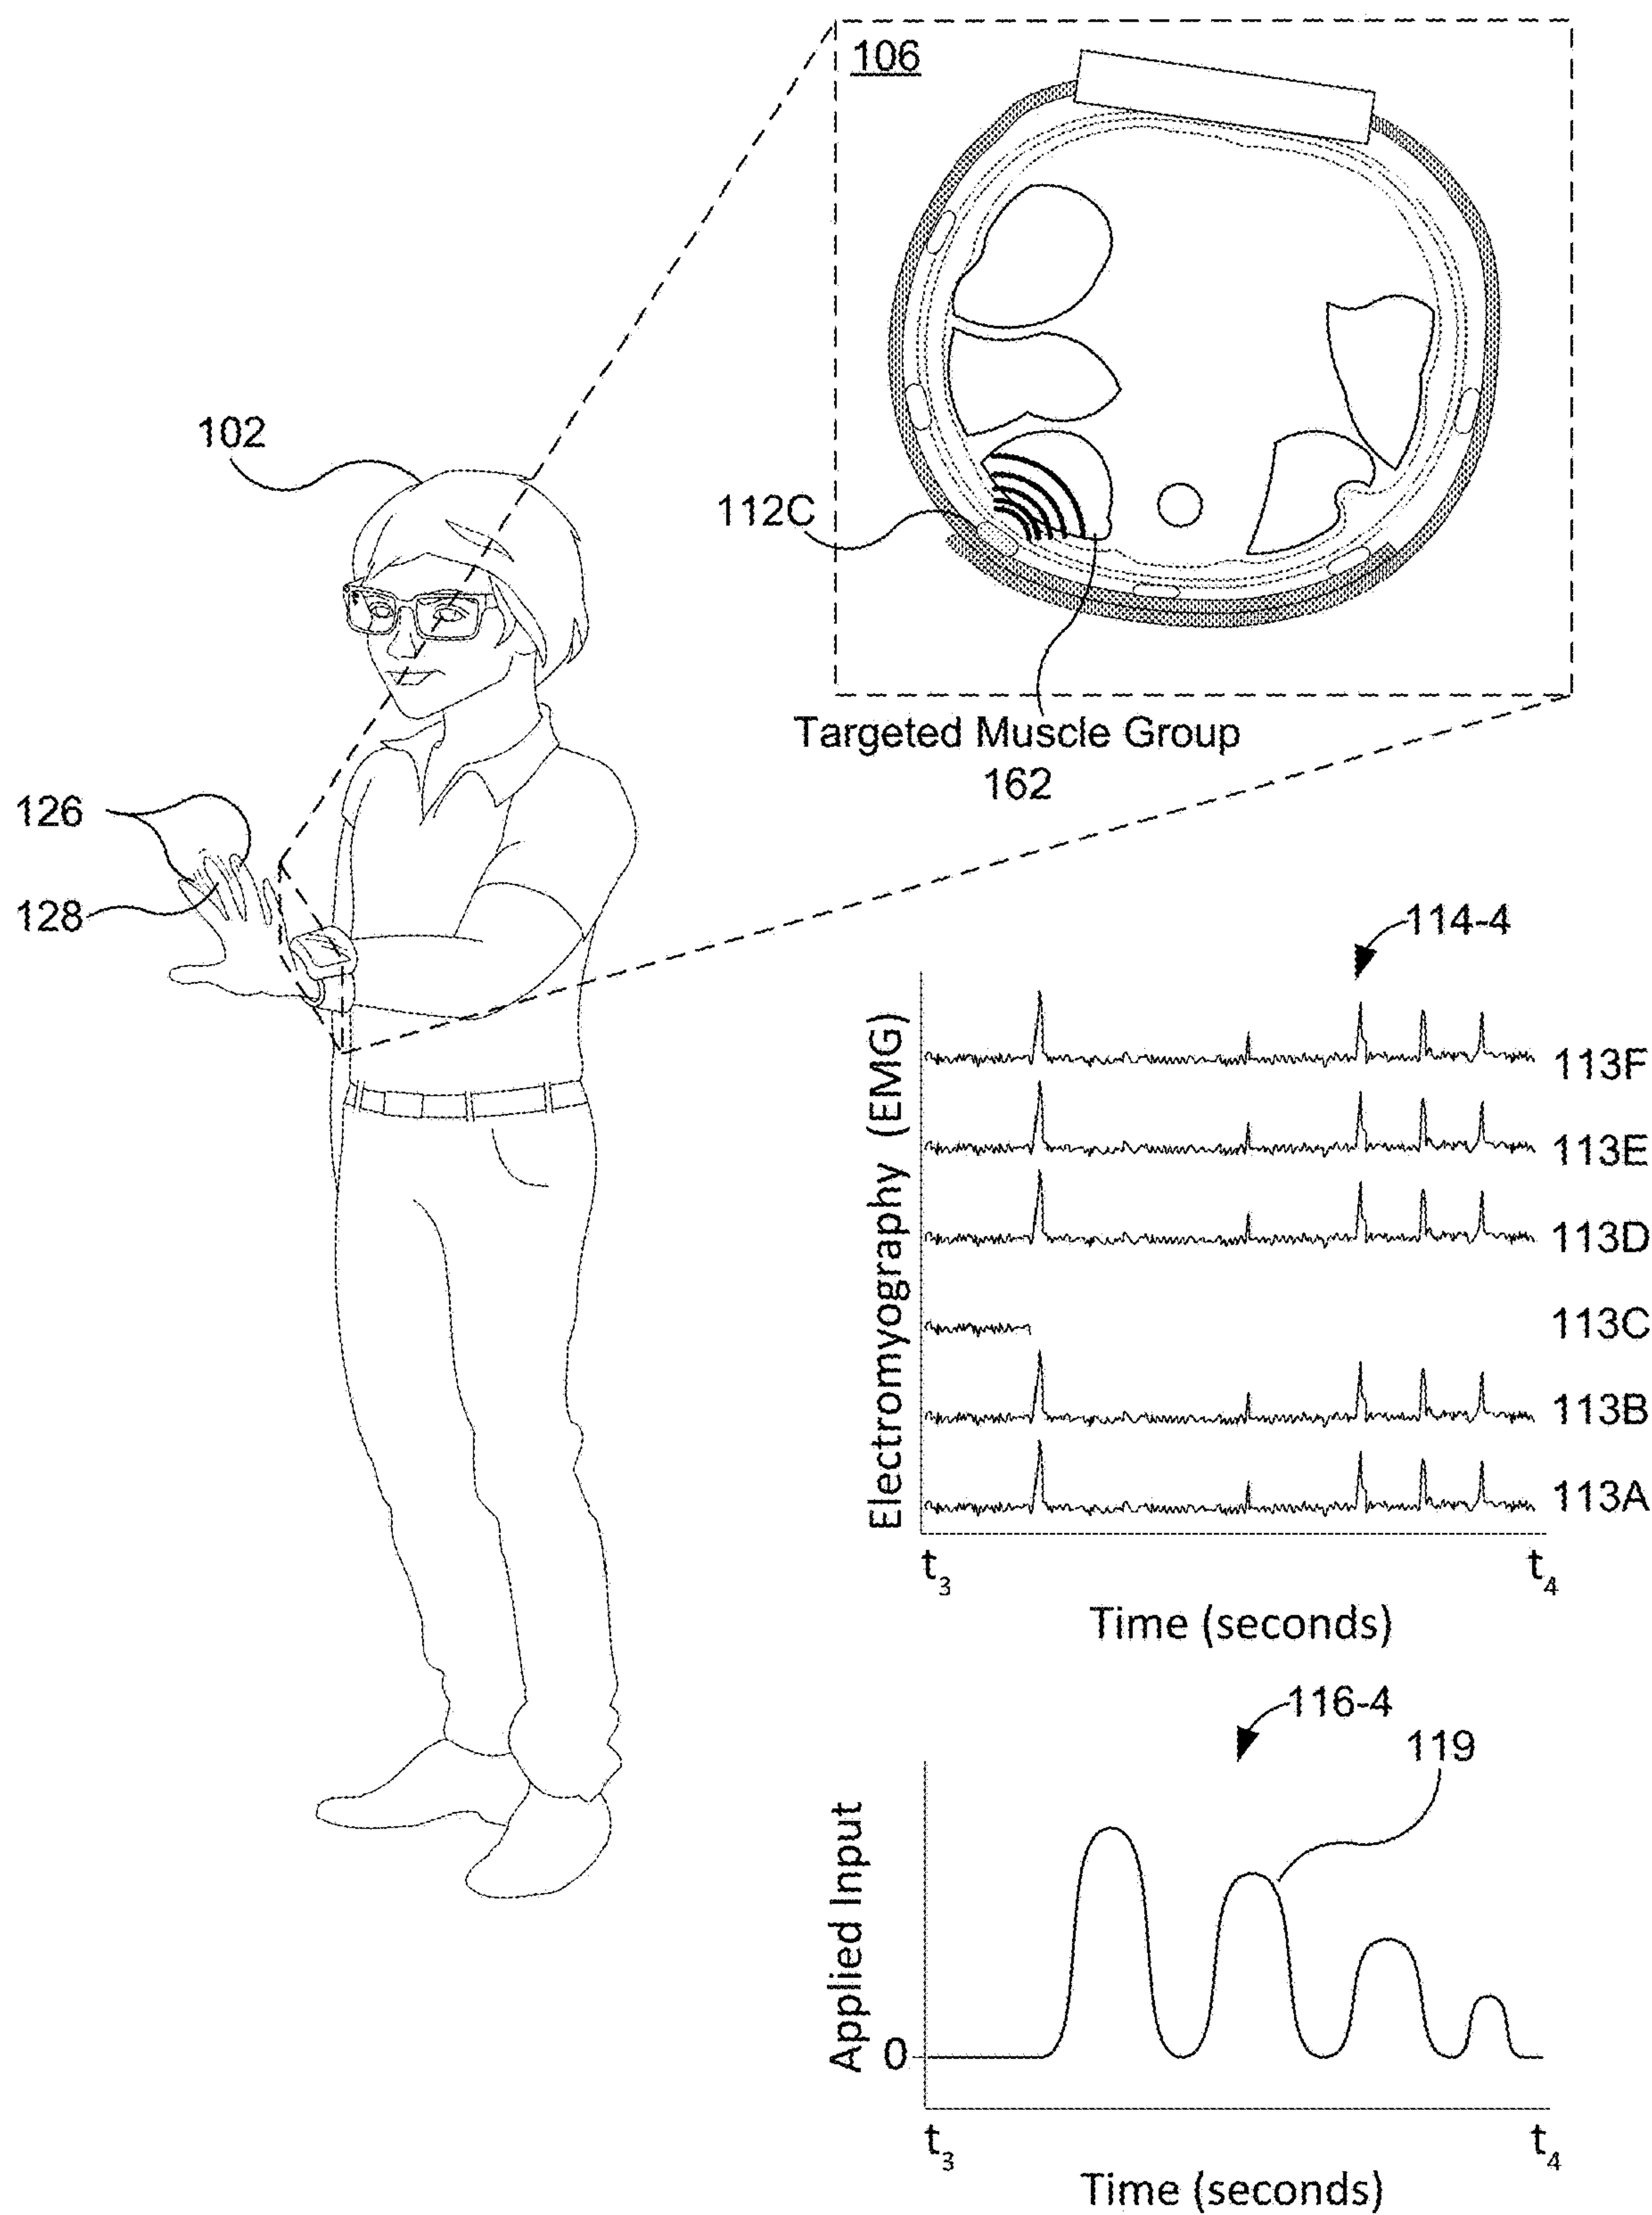 106
102
112C
Targeted Muscle Group
162
126
128
114-4
Electromyography (EMG)
113F
113E
113D
113C
113B
113A
t3
t4
Time (seconds)
116-4
119
Applied Input
0
t3
t4
Time (seconds)